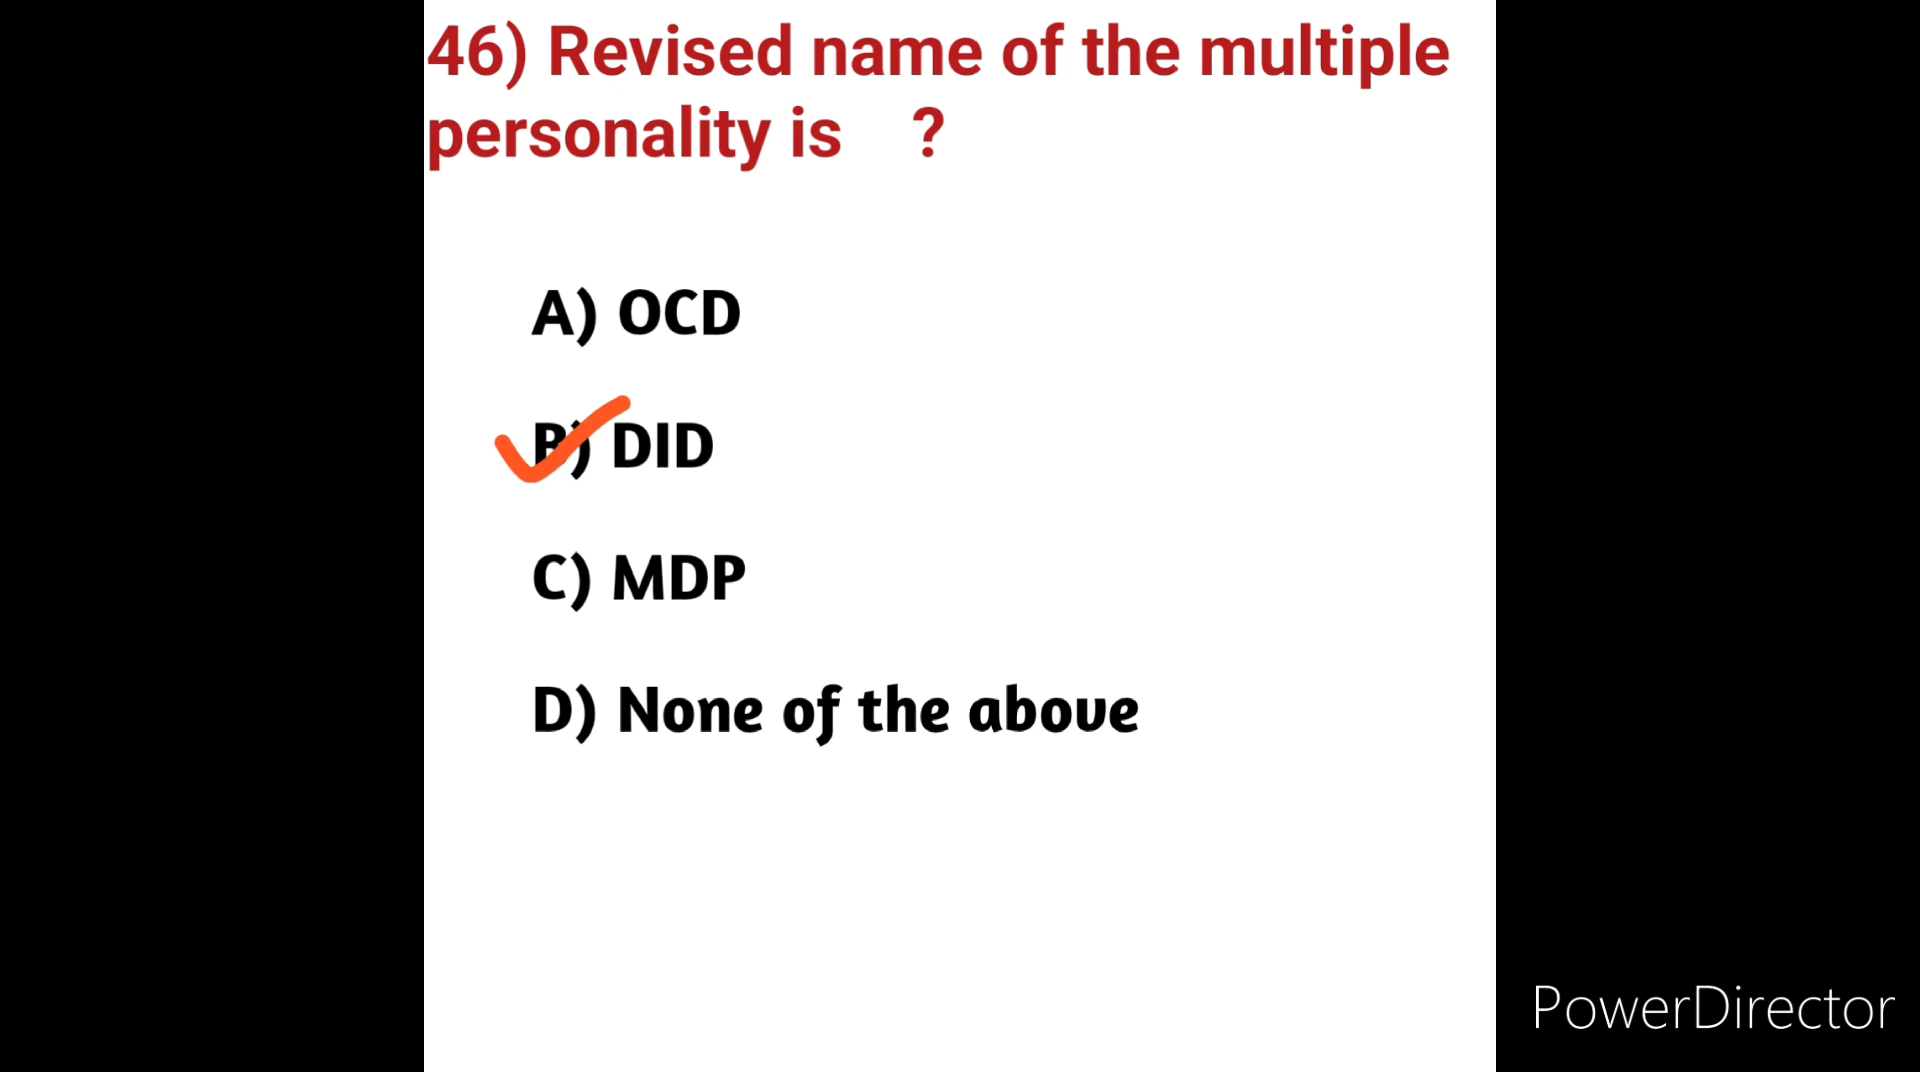 46) Revised name of the multiple
personality is ?
A) OCD
B) DID
C) MDP
D) None of the above
PowerDirector